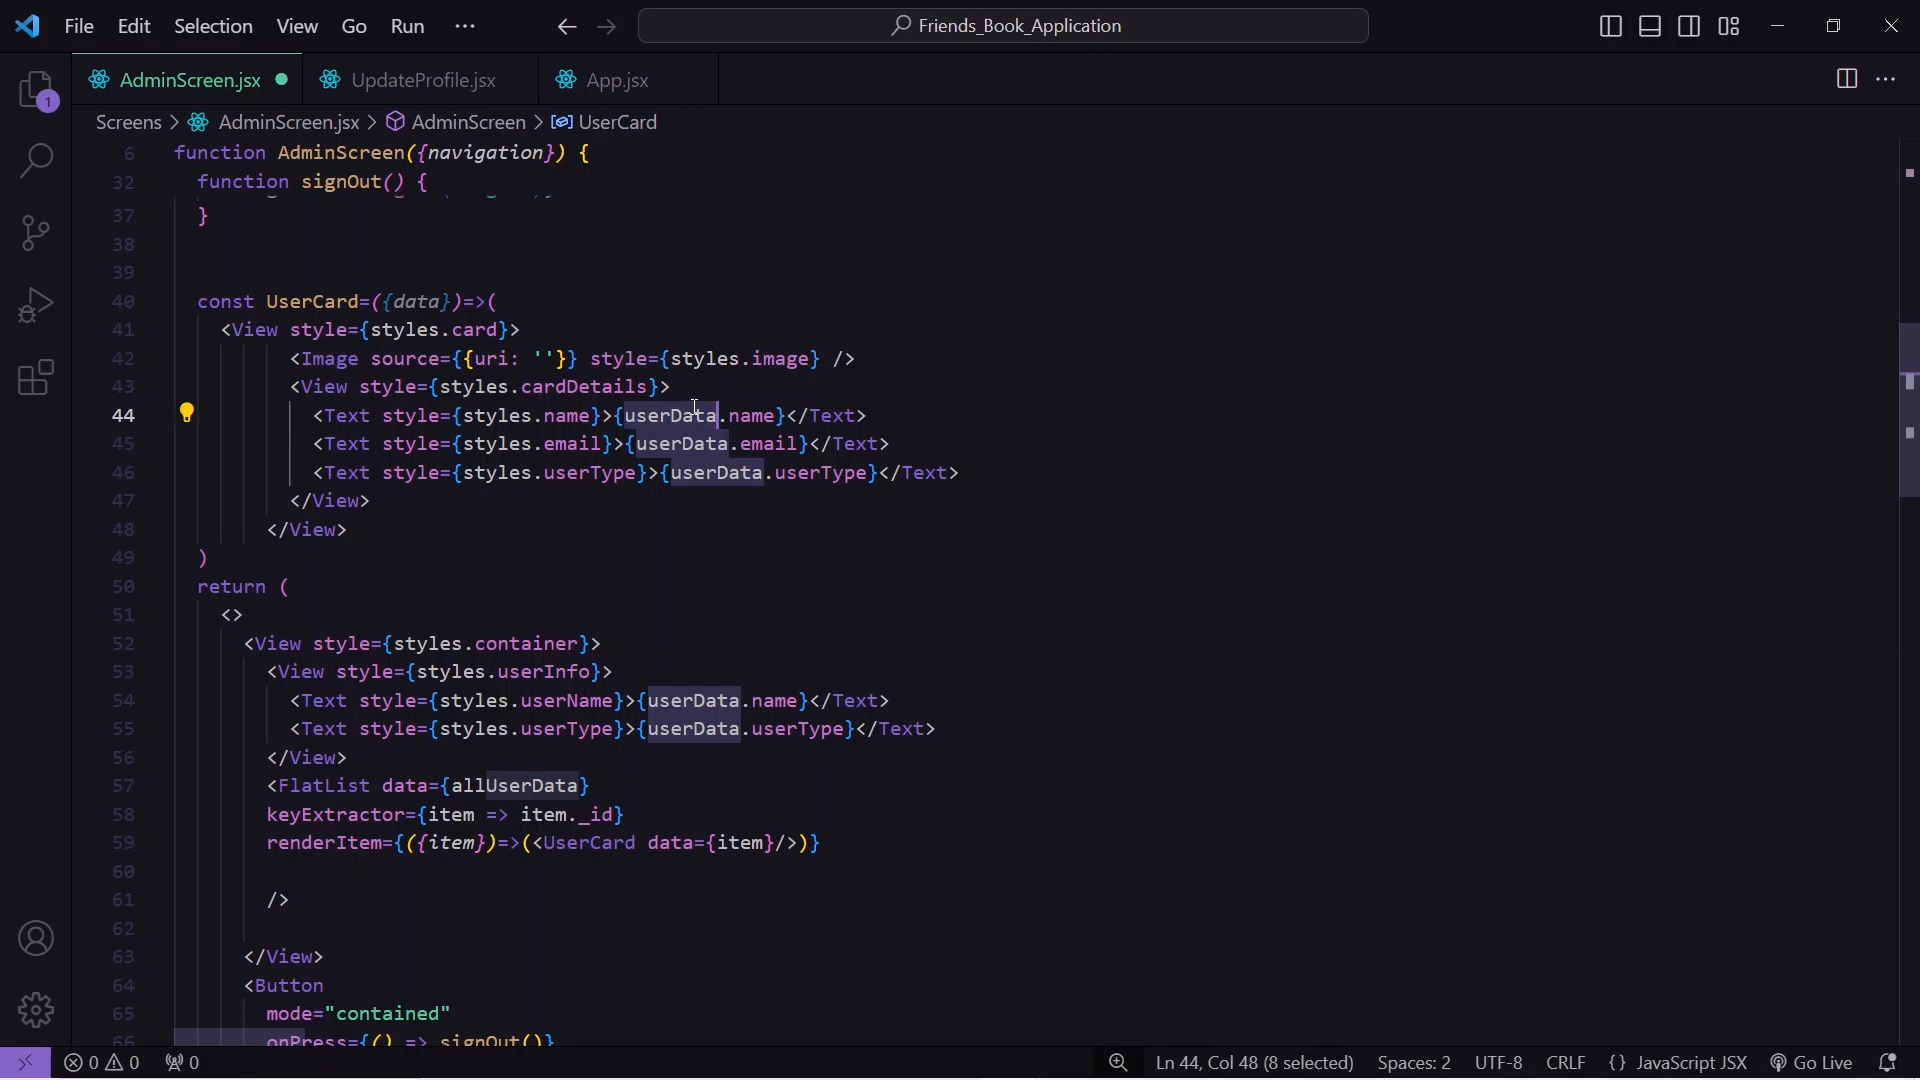 File Edit Selection View Go Run ··· Friends_Book_Application
AdminScreen.jsx UpdateProfile.jsx App.jsx
1
Screens > AdminScreen.jsx > AdminScreen > UserCard
6 function AdminScreen({navigation}) {
32 function signOut() {
37 }
38
39
40 const UserCard=({data})=>(
41 <View style={styles.card}>
42 <Image source={{uri: ''}} style={styles.image} />
43 <View style={styles.cardDetails}>
44 <Text style={styles.name}>{userData.name}</Text>
45 <Text style={styles.email}>{userData.email}</Text>
46 <Text style={styles.userType}>{userData.userType}</Text>
47 </View>
48 </View>
49 )
50 return (
51 <>
52 <View style={styles.container}>
53 <View style={styles.userInfo}>
54 <Text style={styles.userName}>{userData.name}</Text>
55 <Text style={styles.userType}>{userData.userType}</Text>
56 </View>
57 <FlatList data={allUserData}
58 keyExtractor={item => item._id}
59 renderItem={({item})=>(<UserCard data={item}/>)}
60
61 />
62
63 </View>
64 <Button
65 mode="contained"
66 onPress={() => signOut()}
0 0 0 Ln 44, Col 48 (8 selected) Spaces: 2 UTF-8 CRLF {} JavaScript JSX Go Live